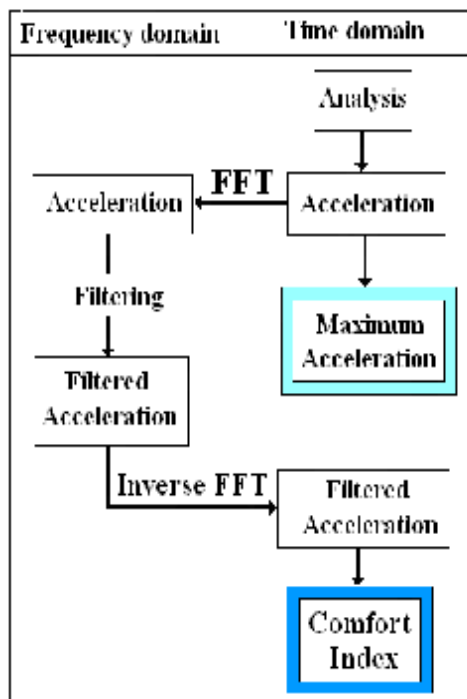 Frequency domain
Time domain
Analysis
FFT
Acceleration
Acceleration
Filtering
Maximum
Acceleration
Filtered
Acceleration
Inverse FFT
Filtered
Acceleration
Comfort
Index